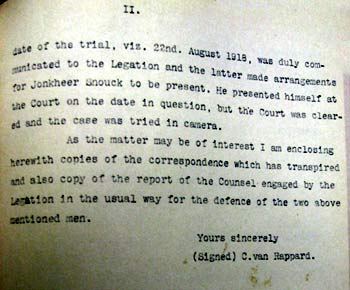 II.
date of the trial, viz. 22nd. August 1918, was duly com-
municated to the Legation and the latter made arrangements
for Jonkheer Snouck to be present. He presented himself at
the Court on the date in question, but the Court was clear-
ed and the case was tried in camera.
As the matter may be of interest I am enclosing
herewith copies of the correspondence which has transpired
and also copy of the report of the Counsel engaged by the
Legation in the usual way for the defence of the two above
mentioned men.
Yours sincerely
(Signed) C.van Rappard.